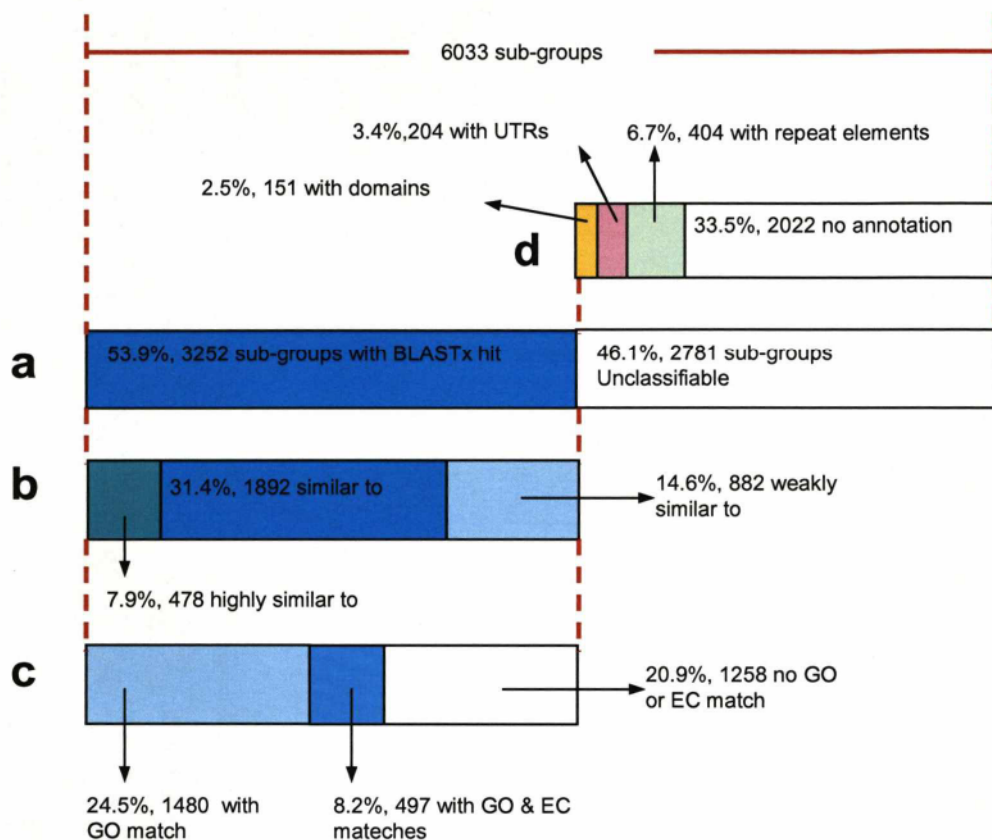 6033 sub-groups
3.4%,204 with UTRs
6.7%, 404 with repeat elements
2.5%, 151 with domains
d
33.5%, 2022 no annotation
a
53.9%, 3252 sub-groups with BLASTx hit
46.1%, 2781 sub-groups
Unclassifiable
b
31.4%, 1892 similar to
14.6%, 882 weakly
similar to
7.9%, 478 highly similar to
c
20.9%, 1258 no GO
or EC match
24.5%, 1480 with
GO match
8.2%, 497 with GO & EC
mateches